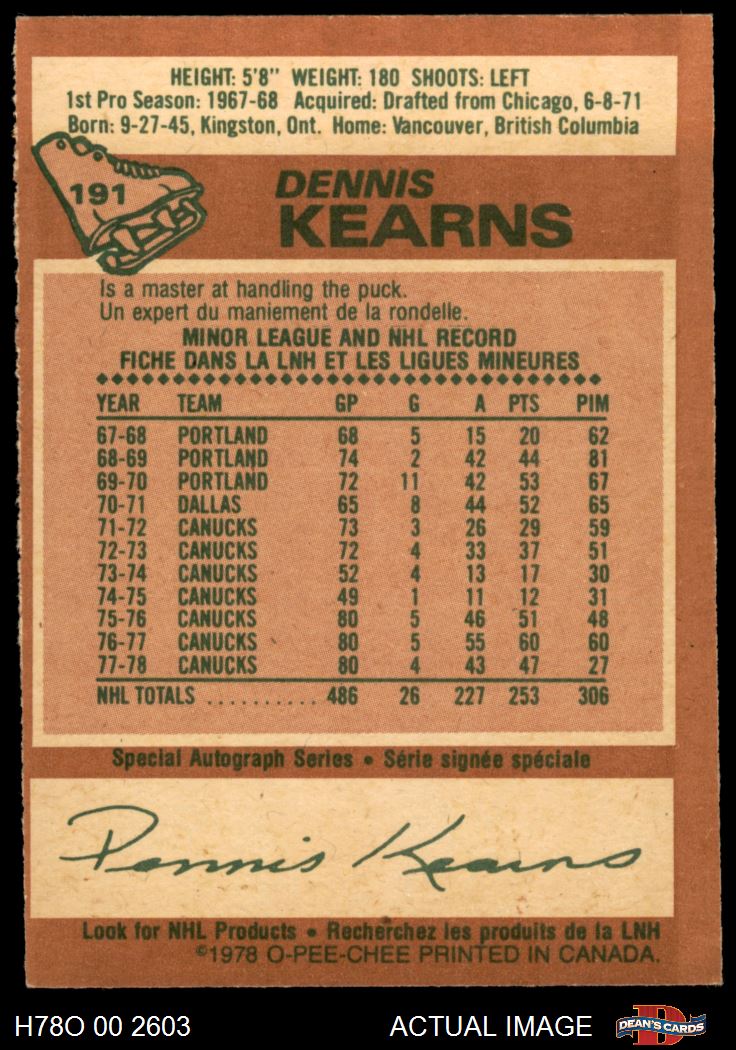 HEIGHT: 5'8" WEIGHT: 180 SHOOTS: LEFT
1st Pro Season: 1967-68 Acquired: Drafted from Chicago, 6-8-71
Born: 9-27-45, Kingston, Ont. Home: Vancouver, British Columbia
191
DENNIS
KEARNS
Is a master at handling the puck.
Un expert du maniement de la rondelle.
MINOR LEAGUE AND NHL RECORD
FICHE DANS LA LNH ET LES LIGUES MINEURES
YEAR TEAM GP G A PTS PIM
67-68 PORTLAND 68 5 15 20 62
68-69 PORTLAND 74 2 42 44 81
69-70 PORTLAND 72 11 42 53 67
70-71 DALLAS 65 8 44 52 65
71-72 CANUCKS 73 3 26 29 59
72-73 CANUCKS 72 4 33 37 51
73-74 CANUCKS 52 4 13 17 30
74-75 CANUCKS 49 1 11 12 31
75-76 CANUCKS 80 5 46 51 48
76-77 CANUCKS 80 5 55 60 60
77-78 CANUCKS 80 4 43 47 27
NHL TOTALS .......... 486 26 227 253 306
Special Autograph Series • Série signée spéciale
Dennis Kearns
Look for NHL Products • Recherchez les produits de la LNH
©1978 O-PEE-CHEE PRINTED IN CANADA.
H78O 00 2603 ACTUAL IMAGE DEAN'S CARDS